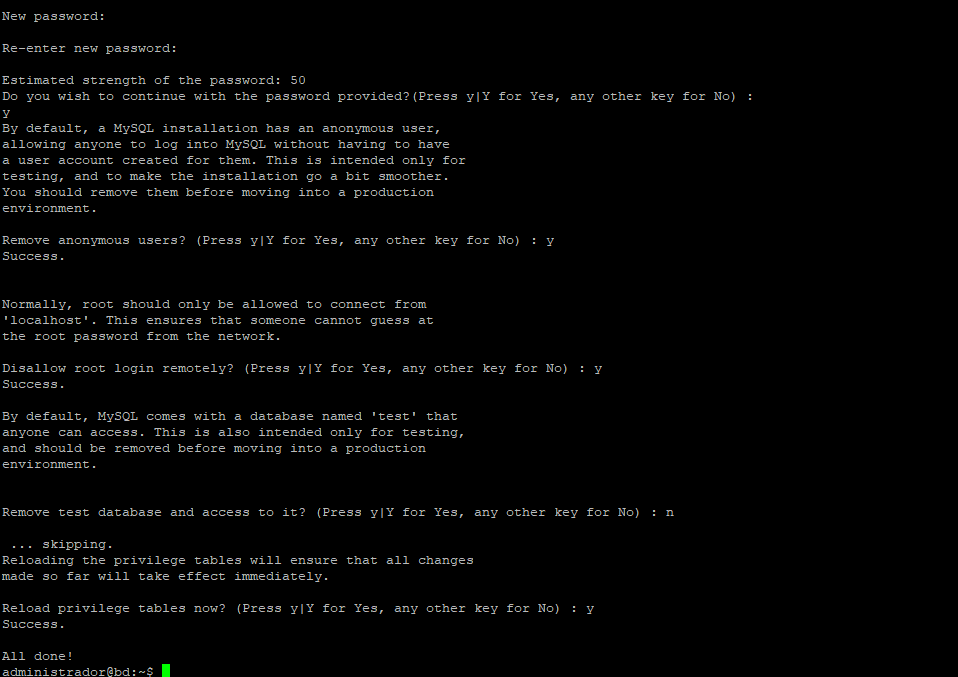 New password:
Re-enter new password:
Estimated strength of the password: 50
Do you wish to continue with the password provided?(Press y|Y for Yes, any other key for No) :
y
By default, a MySQL installation has an anonymous user,
allowing anyone to log into MySQL without having to have
a user account created for them. This is intended only for
testing, and to make the installation go a bit smoother.
You should remove them before moving into a production
environment.
Remove anonymous users? (Press y|Y for Yes, any other key for No) : y
Success.
Normally, root should only be allowed to connect from
'localhost'. This ensures that someone cannot guess at
the root password from the network.
Disallow root login remotely? (Press y|Y for Yes, any other key for No) : y
Success.
By default, MySQL comes with a database named 'test' that
anyone can access. This is also intended only for testing,
and should be removed before moving into a production
environment.
Remove test database and access to it? (Press y|Y for Yes, any other key for No) : n
... skipping.
Reloading the privilege tables will ensure that all changes
made so far will take effect immediately.
Reload privilege tables now? (Press y|Y for Yes, any other key for No) : y
Success.
All done!
administrador@bd:~$